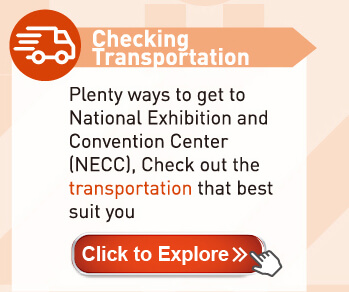 Checking
Transportation
Plenty ways to get to
National Exhibition and
Convention Center
(NECC), Check out the
transportation that best
suit you
Click to Explore»